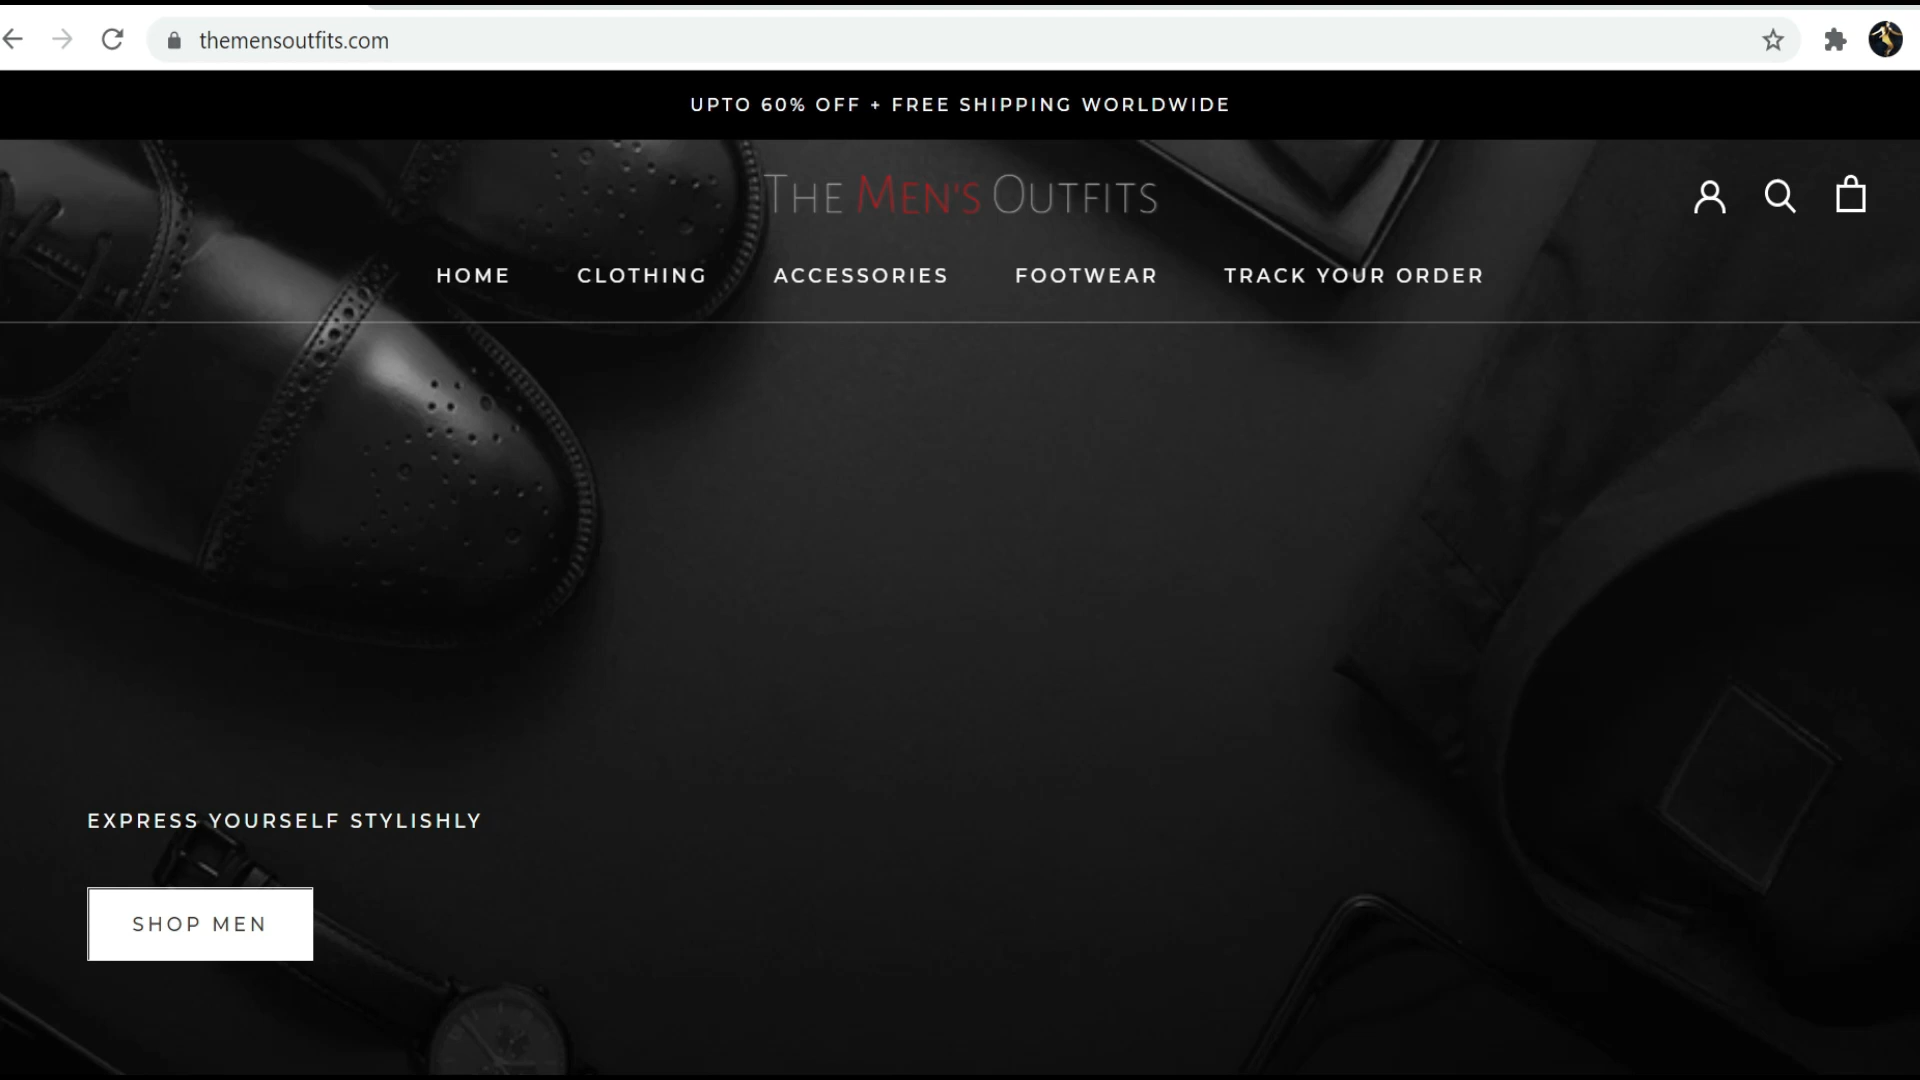 themensoutfits.com
UPTO 60% OFF + FREE SHIPPING WORLDWIDE
THE MEN'S OUTFITS
HOME CLOTHING ACCESSORIES FOOTWEAR TRACK YOUR ORDER
EXPRESS YOURSELF STYLISHLY
SHOP MEN